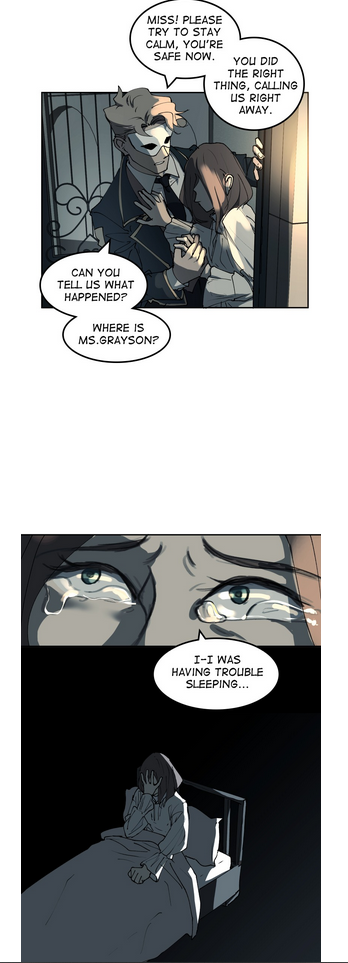 MISS! PLEASE
TRY TO STAY
CALM, YOU'RE
SAFE NOW.
YOU DID
THE RIGHT
THING, CALLING
US RIGHT
AWAY.
CAN YOU
TELL US WHAT
HAPPENED?
WHERE IS
MS.GRAYSON?
I-I WAS
HAVING TROUBLE
SLEEPING...